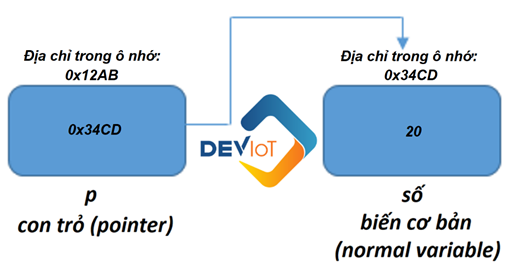 Địa chỉ trong ô nhớ:
0x12AB
0x34CD
p
con trỏ (pointer)
DEVIoT
Địa chỉ trong ô nhớ:
0x34CD
20
số
biến cơ bản
(normal variable)